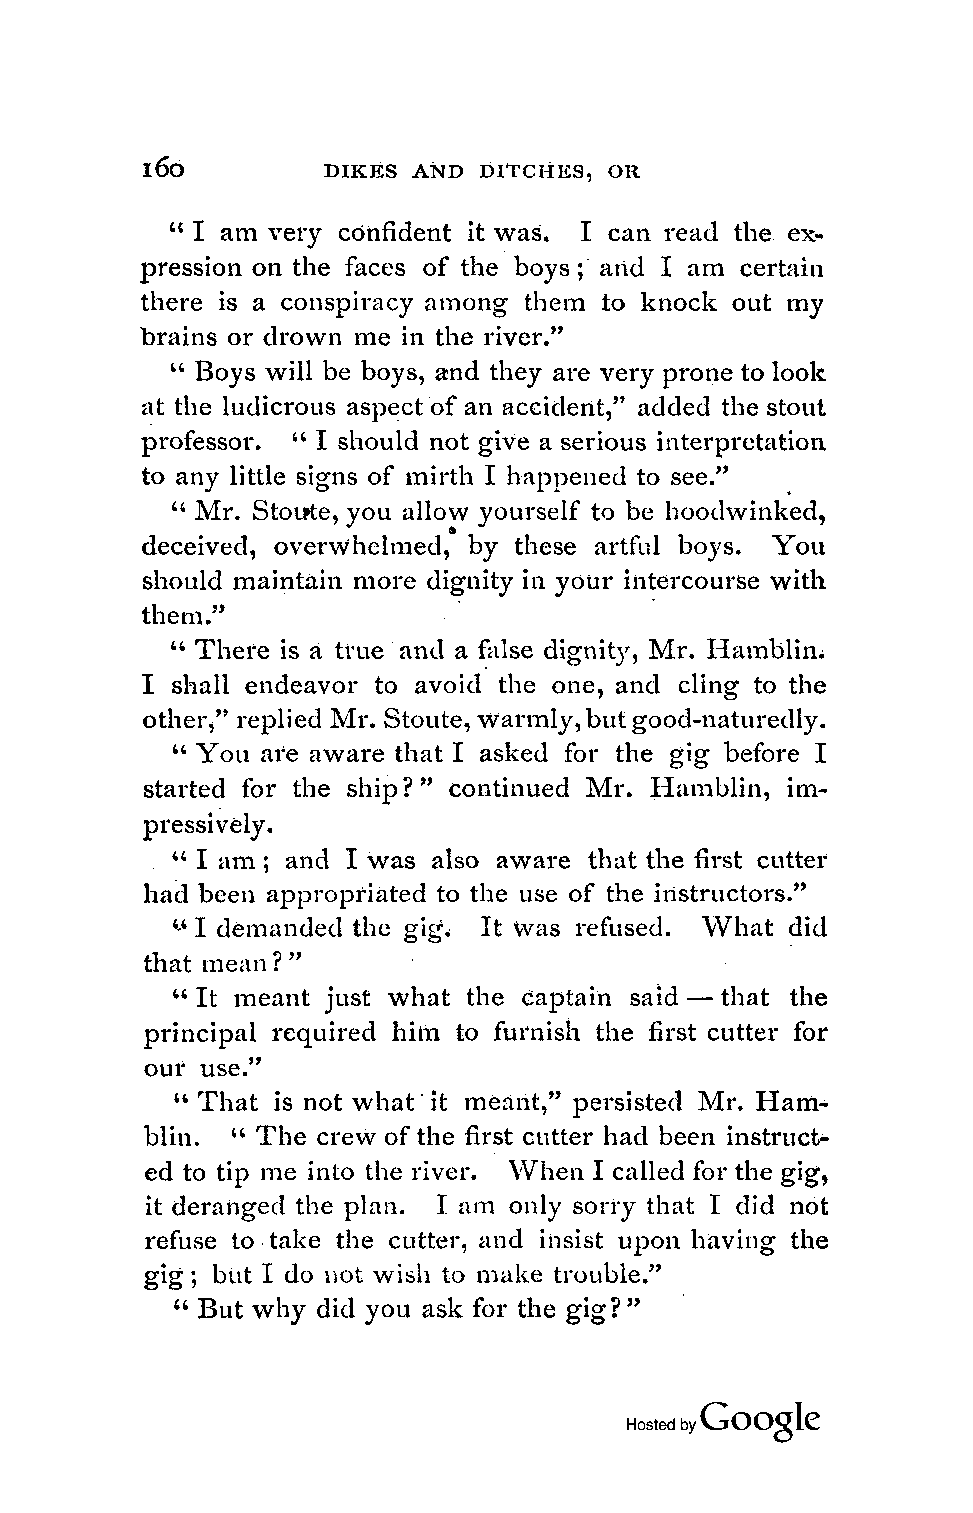 160 DIKES AND DITCHES, OR
“ I am very confident it was. I can read the ex-
pression on the faces of the boys ; and I am certain
there is a conspiracy among them to knock out my
brains or drown me in the river.”
“ Boys will be boys, and they are very prone to look
at the ludicrous aspect of an accident,” added the stout
professor. “ I should not give a serious interpretation
to any little signs of mirth I happened to see.”
“ Mr. Stoute, you allow yourself to be hoodwinked,
deceived, overwhelmed, by these artful boys. You
should maintain more dignity in your intercourse with
them.”
“ There is a true and a false dignity, Mr. Hamblin.
I shall endeavor to avoid the one, and cling to the
other,” replied Mr. Stoute, warmly, but good-naturedly.
“ You are aware that I asked for the gig before I
started for the ship ? ” continued Mr. Hamblin, im-
pressively.
“ I am ; and I was also aware that the first cutter
had been appropriated to the use of the instructors.”
“ I demanded the gig. It was refused. What did
that mean ? ”
“ It meant just what the captain said — that the
principal required him to furnish the first cutter for
our use.”
“ That is not what it meant,” persisted Mr. Ham-
blin. “ The crew of the first cutter had been instruct-
ed to tip me into the river. When I called for the gig,
it deranged the plan. I am only sorry that I did not
refuse to take the cutter, and insist upon having the
gig ; but I do not wish to make trouble.”
“ But why did you ask for the gig ? ”
Hosted by Google